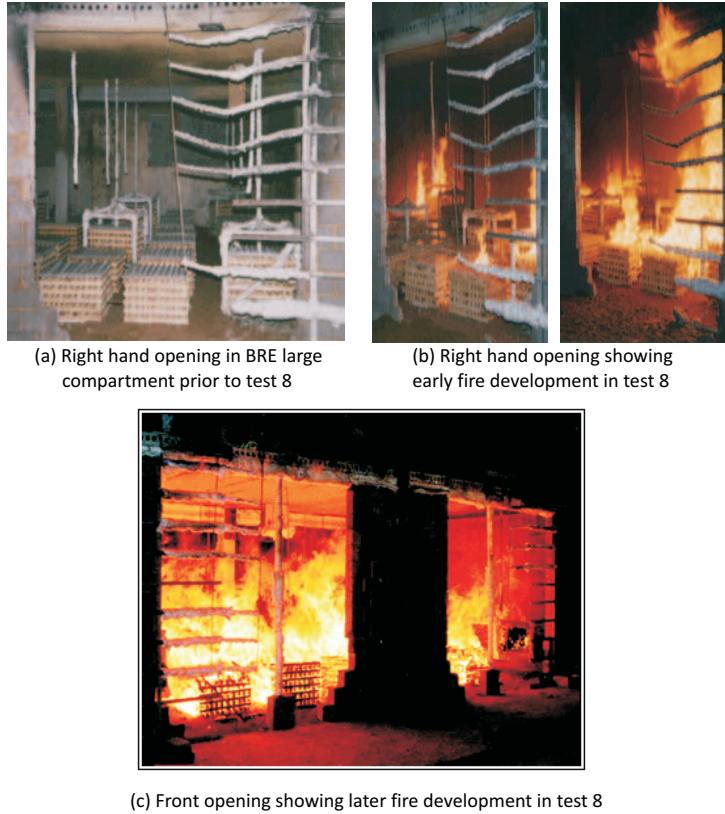 (a) Right hand opening in BRE large
compartment prior to test 8
(b) Right hand opening showing
early fire development in test 8
(c) Front opening showing later fire development in test 8